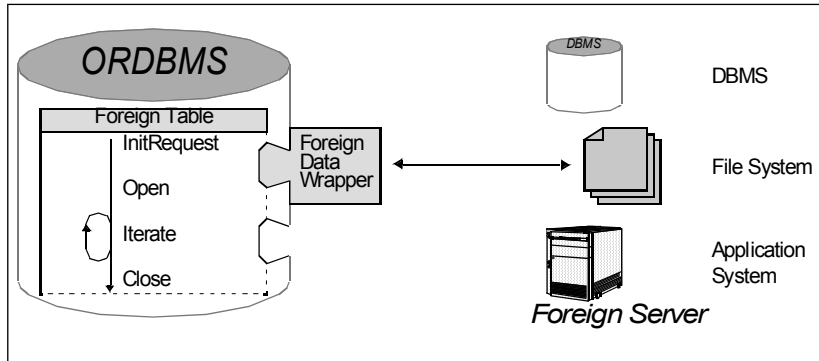 ORDBMS
Foreign Table
InitRequest
Open
Iterate
Close
Foreign
Data
Wrapper
DBMS
DBMS
File System
Application
System
Foreign Server